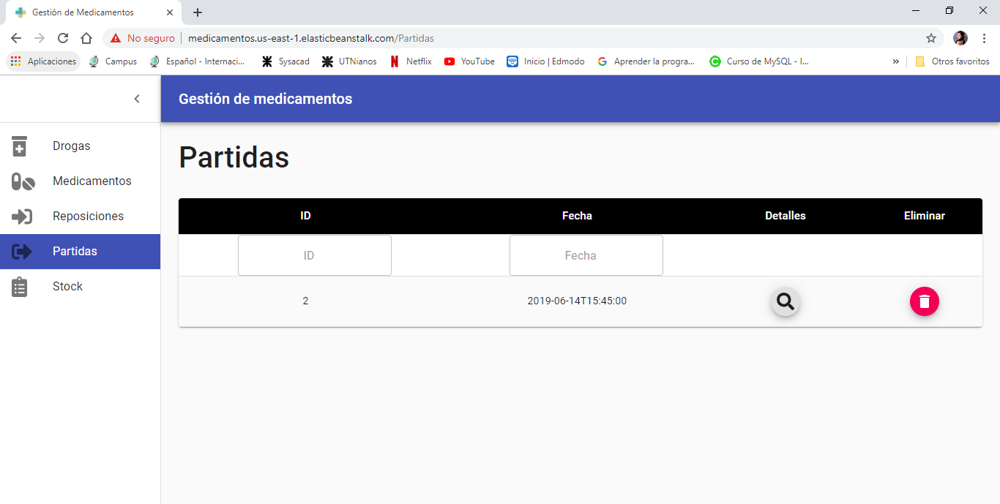 Gestión de Medicamentos
No seguro medicamentos.us-east-1.elasticbeanstalk.com/Partidas
Aplicaciones Campus Español - Internaci... Sysacad UTNianos Netflix YouTube Inicio | Edmodo Aprender la progra... Curso de MySQL - I... » Otros favoritos
Gestión de medicamentos
Drogas
Medicamentos
Reposiciones
Partidas
Stock
Partidas
ID Fecha Detalles Eliminar
ID Fecha
2 2019-06-14T15:45:00